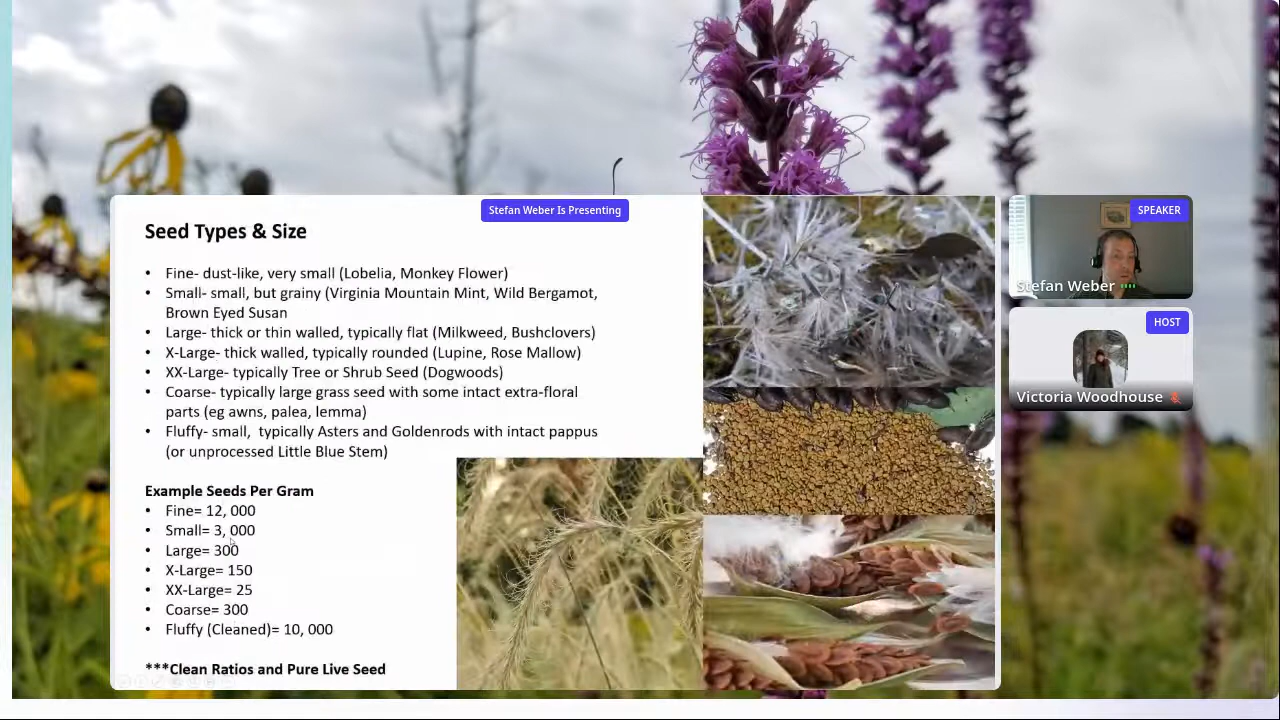 Stefan Weber Is Presenting
Seed Types & Size
• Fine- dust-like, very small (Lobelia, Monkey Flower)
• Small- small, but grainy (Virginia Mountain Mint, Wild Bergamot,
Brown Eyed Susan
• Large- thick or thin walled, typically flat (Milkweed, Bushclovers)
• X-Large- thick walled, typically rounded (Lupine, Rose Mallow)
• XX-Large- typically Tree or Shrub Seed (Dogwoods)
• Coarse- typically large grass seed with some intact extra-floral
parts (eg awns, palea, lemma)
• Fluffy- small,  typically Asters and Goldenrods with intact pappus
(or unprocessed Little Blue Stem)
Example Seeds Per Gram
• Fine= 12, 000
• Small= 3, 000
• Large= 300
• X-Large= 150
• XX-Large= 25
• Coarse= 300
• Fluffy (Cleaned)= 10, 000
***Clean Ratios and Pure Live Seed
SPEAKER
Stefan Weber
HOST
Victoria Woodhouse